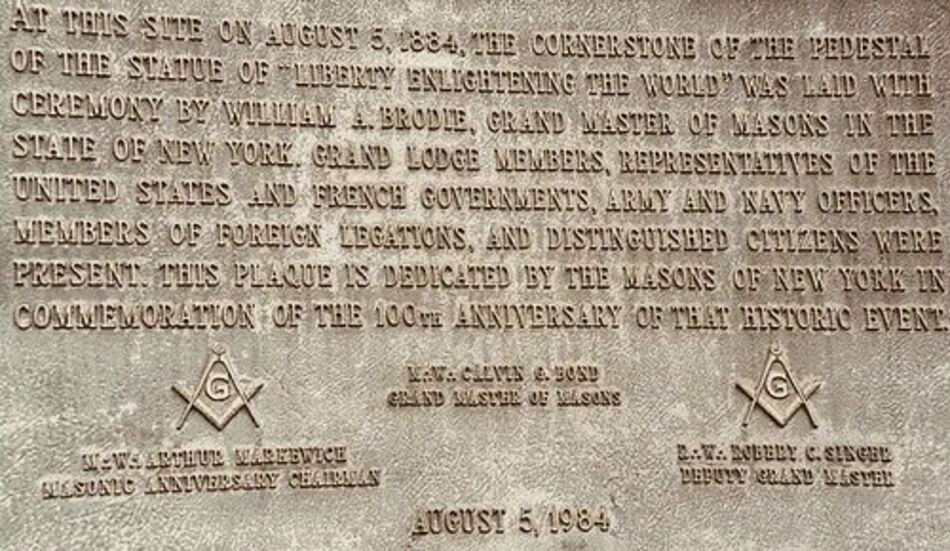 AT THIS SITE ON AUGUST 5, 1884, THE CORNERSTONE OF THE PEDESTAL
OF THE STATUE OF "LIBERTY ENLIGHTENING THE WORLD" WAS LAID WITH
CEREMONY BY WILLIAM A. BRODIE, GRAND MASTER OF MASONS IN THE
STATE OF NEW YORK. GRAND LODGE MEMBERS, REPRESENTATIVES OF THE
UNITED STATES AND FRENCH GOVERNMENTS, ARMY AND NAVY OFFICERS,
MEMBERS OF FOREIGN LEGATIONS, AND DISTINGUISHED CITIZENS WERE
PRESENT. THIS PLAQUE IS DEDICATED BY THE MASONS OF NEW YORK IN
COMMEMORATION OF THE 100TH ANNIVERSARY OF THAT HISTORIC EVENT
G
G
M∴W∴ CALVIN G. BOND
GRAND MASTER OF MASONS
M∴W∴ ARTHUR MARKEWICH
MASONIC ANNIVERSARY CHAIRMAN
R∴W∴ ROBERT C. SINGER
DEPUTY GRAND MASTER
AUGUST 5, 1984